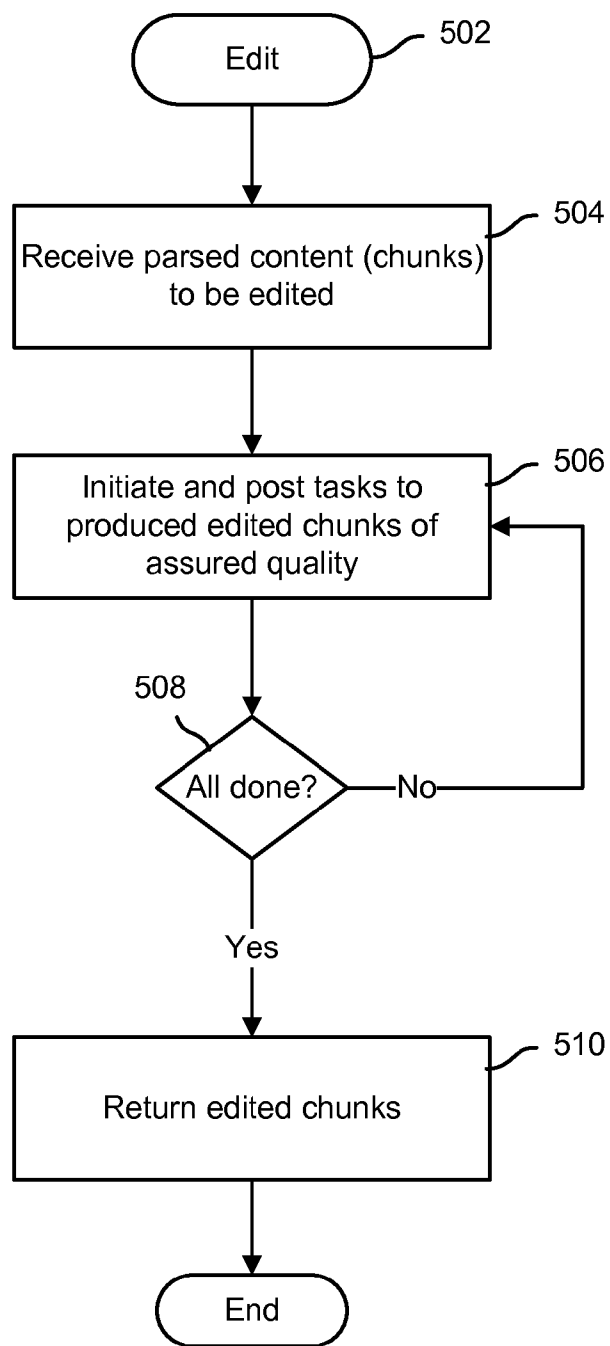 Edit
502
504
Receive parsed content (chunks)
to be edited
506
Initiate and post tasks to
produced edited chunks of
assured quality
508
All done?
No
Yes
510
Return edited chunks
End